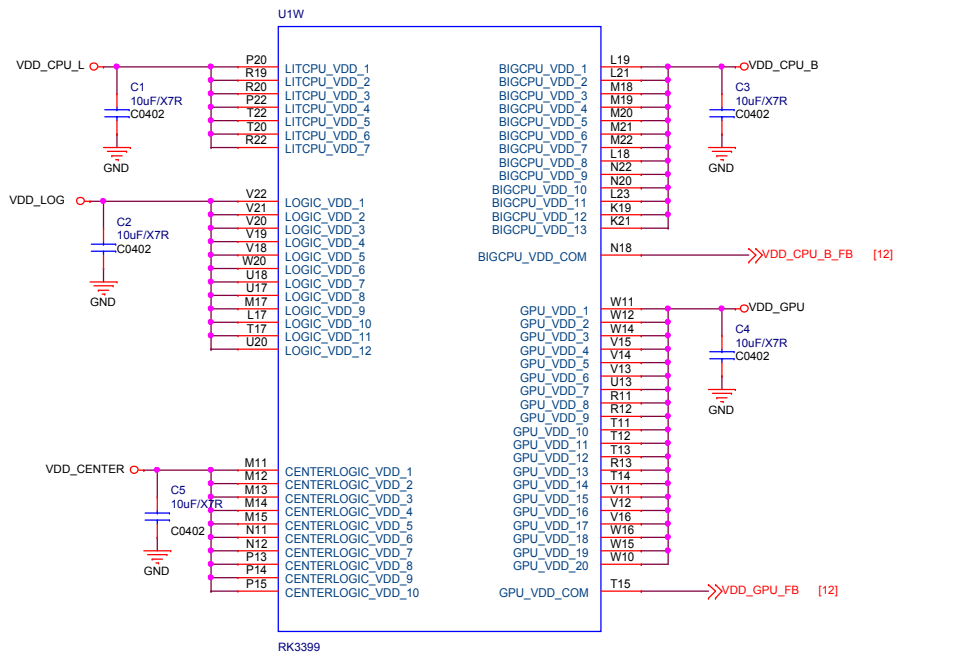 U1W
VDD_CPU_L
C1
10uF/X7R
C0402
GND
P20 LITCPU_VDD_1
R19 LITCPU_VDD_2
R20 LITCPU_VDD_3
P22 LITCPU_VDD_4
T22 LITCPU_VDD_5
T20 LITCPU_VDD_6
R22 LITCPU_VDD_7
VDD_LOG
C2
10uF/X7R
C0402
GND
V22 LOGIC_VDD_1
V21 LOGIC_VDD_2
V20 LOGIC_VDD_3
V19 LOGIC_VDD_4
V18 LOGIC_VDD_5
W20 LOGIC_VDD_6
U18 LOGIC_VDD_7
U17 LOGIC_VDD_8
M17 LOGIC_VDD_9
L17 LOGIC_VDD_10
T17 LOGIC_VDD_11
U20 LOGIC_VDD_12
VDD_CENTER
C5
10uF/X7R
C0402
GND
M11 CENTERLOGIC_VDD_1
M12 CENTERLOGIC_VDD_2
M13 CENTERLOGIC_VDD_3
M14 CENTERLOGIC_VDD_4
M15 CENTERLOGIC_VDD_5
N11 CENTERLOGIC_VDD_6
N12 CENTERLOGIC_VDD_7
P13 CENTERLOGIC_VDD_8
P14 CENTERLOGIC_VDD_9
P15 CENTERLOGIC_VDD_10
BIGCPU_VDD_1 L19
BIGCPU_VDD_2 L21
BIGCPU_VDD_3 M18
BIGCPU_VDD_4 M19
BIGCPU_VDD_5 M20
BIGCPU_VDD_6 M21
BIGCPU_VDD_7 M22
BIGCPU_VDD_8 L18
BIGCPU_VDD_9 N22
BIGCPU_VDD_10 N20
BIGCPU_VDD_11 L23
BIGCPU_VDD_12 K19
BIGCPU_VDD_13 K21
VDD_CPU_B
C3
10uF/X7R
C0402
GND
BIGCPU_VDD_COM N18 VDD_CPU_B_FB [12]
GPU_VDD_1 W11
GPU_VDD_2 W12
GPU_VDD_3 W14
GPU_VDD_4 V15
GPU_VDD_5 V14
GPU_VDD_6 V13
GPU_VDD_7 U13
GPU_VDD_8 R11
GPU_VDD_9 R12
GPU_VDD_10 T11
GPU_VDD_11 T12
GPU_VDD_12 T13
GPU_VDD_13 R13
GPU_VDD_14 T14
GPU_VDD_15 V11
GPU_VDD_16 V12
GPU_VDD_17 V16
GPU_VDD_18 W16
GPU_VDD_19 W15
GPU_VDD_20 W10
VDD_GPU
C4
10uF/X7R
C0402
GND
GPU_VDD_COM T15 VDD_GPU_FB [12]
RK3399